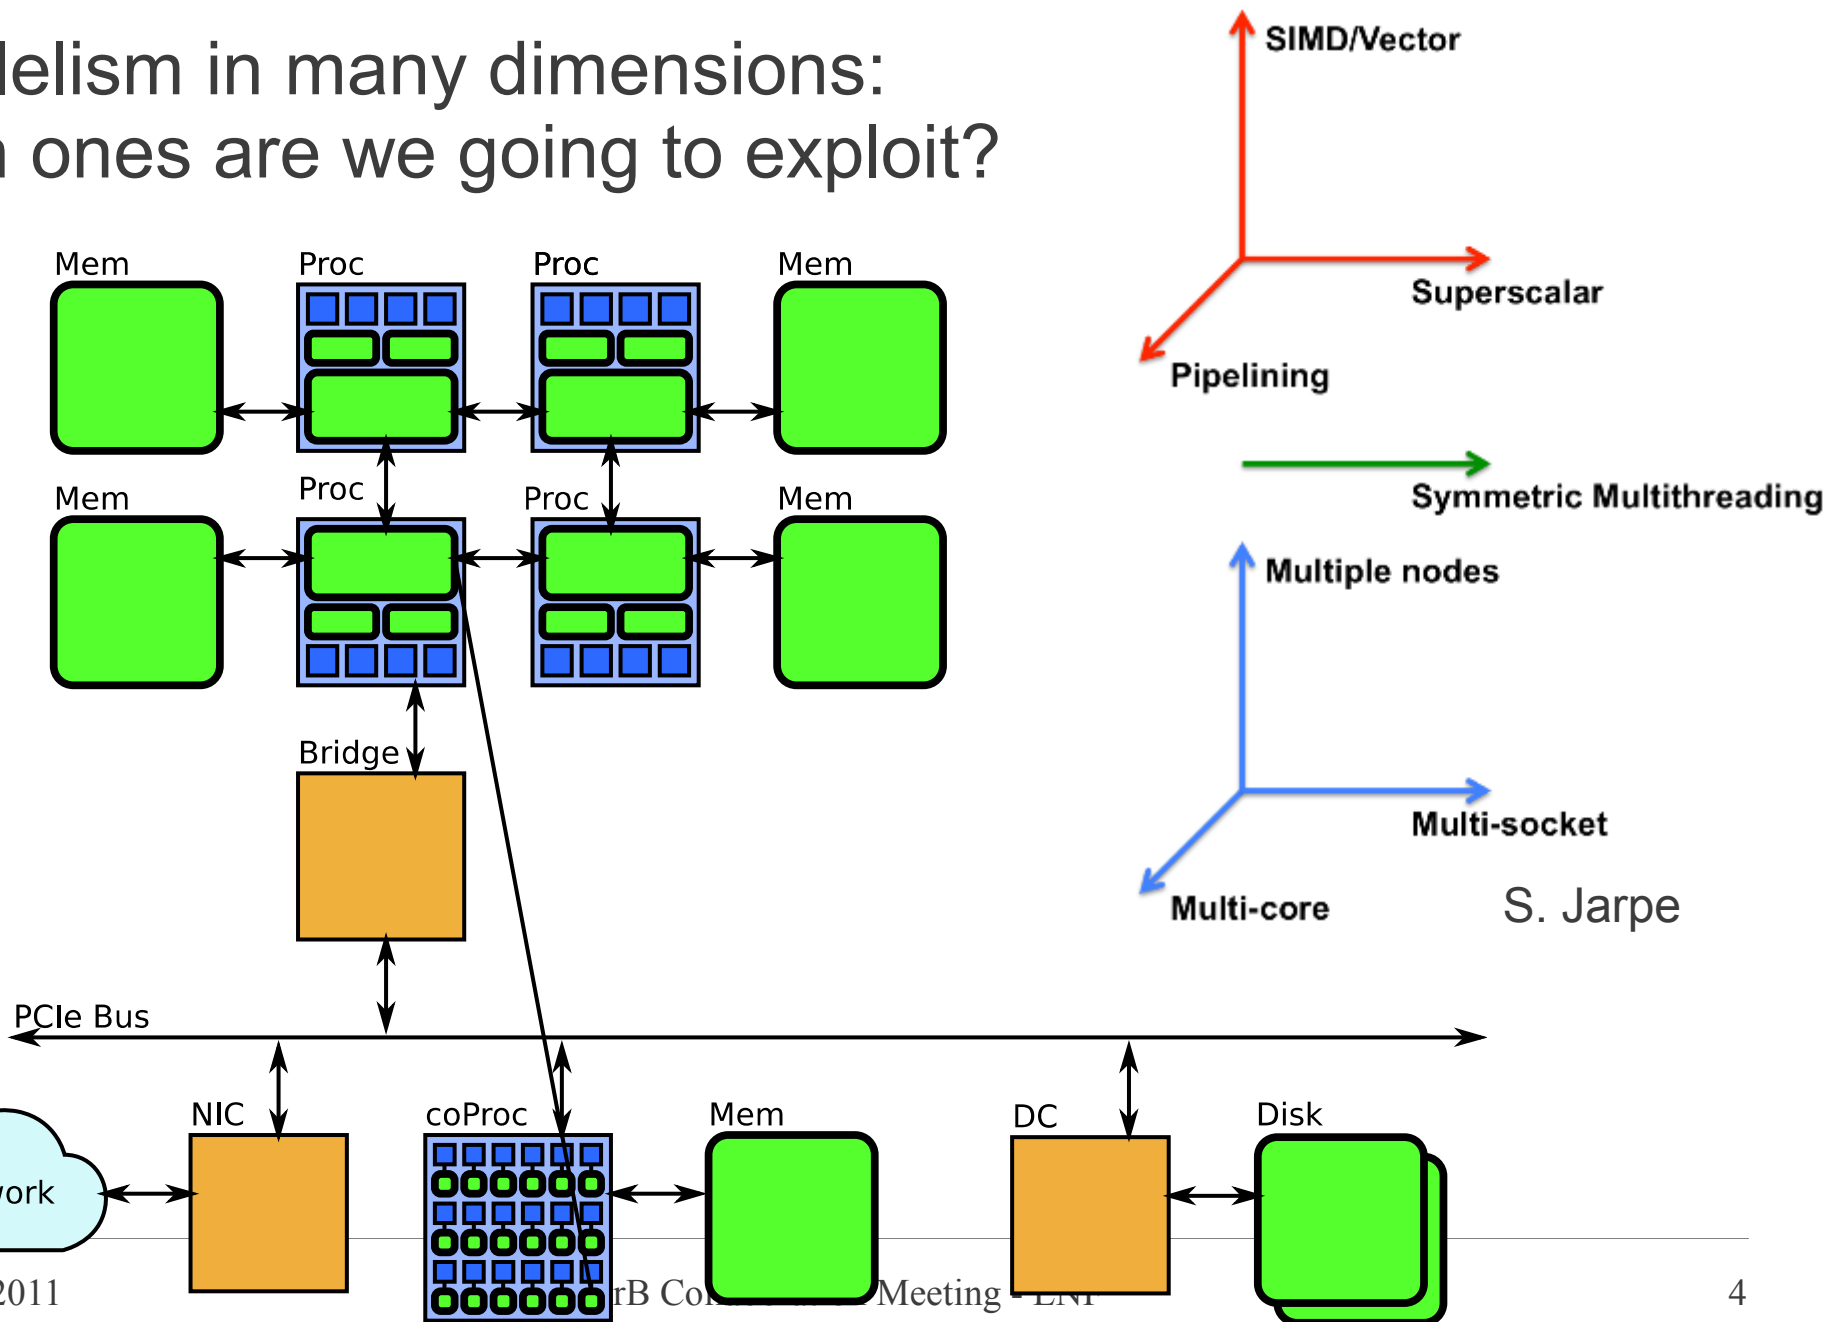 lelism in many dimensions:
ones are we going to exploit?
SIMD/Vector
Superscalar
Pipelining
Symmetric Multithreading
Multiple nodes
Multi-socket
Multi-core
S. Jarpe
Mem
Proc
Proc
Mem
Mem
Proc
Proc
Mem
Bridge
PCIe Bus
NIC
coProc
Mem
DC
Disk
work
2011
rB Meeting -
4